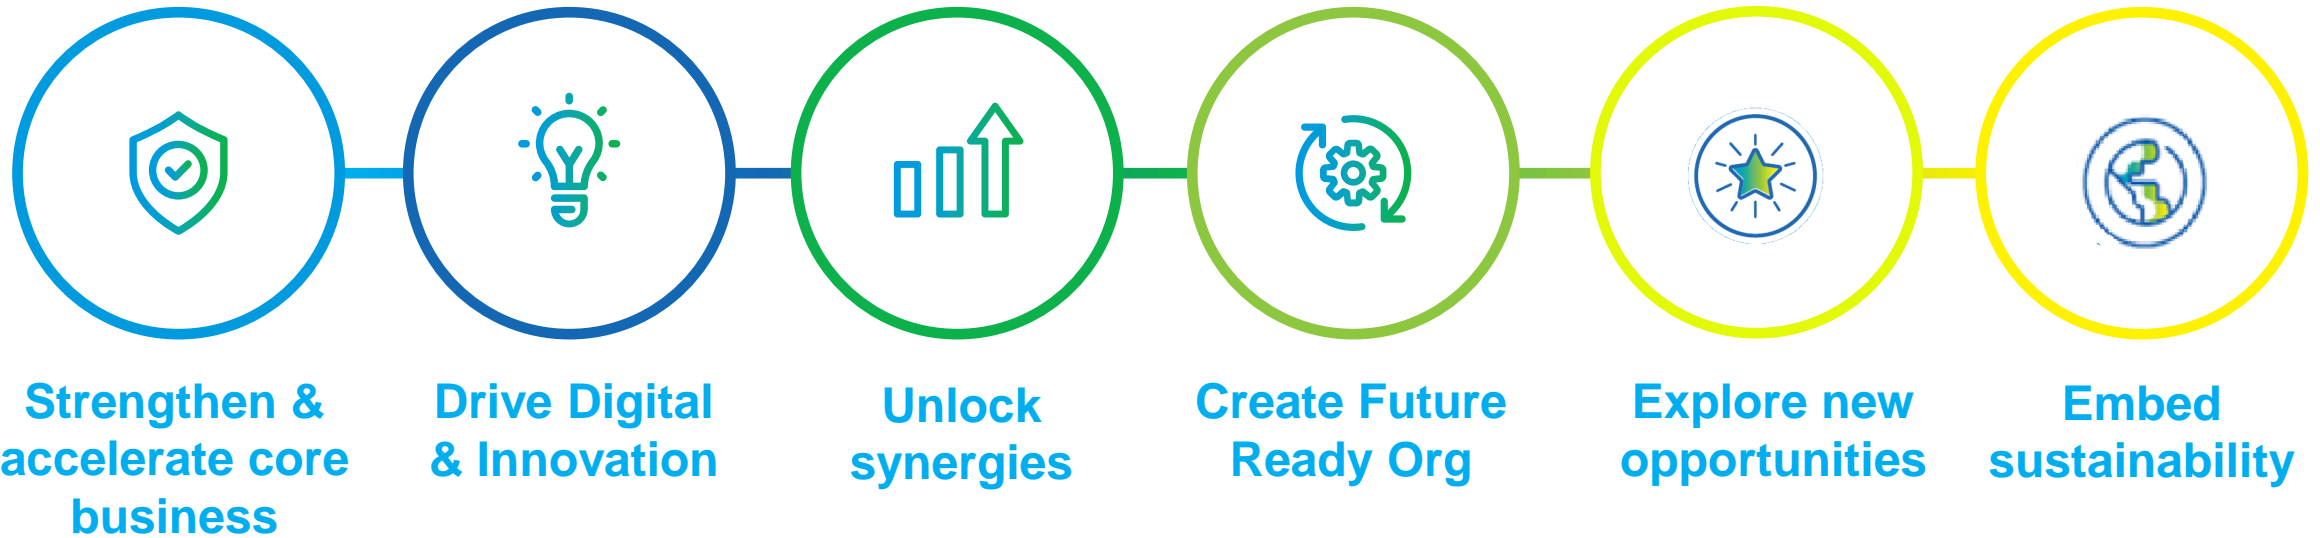 Strengthen &
accelerate core
business
Drive Digital
& Innovation
Unlock
synergies
Create Future
Ready Org
Explore new
opportunities
Embed
sustainability